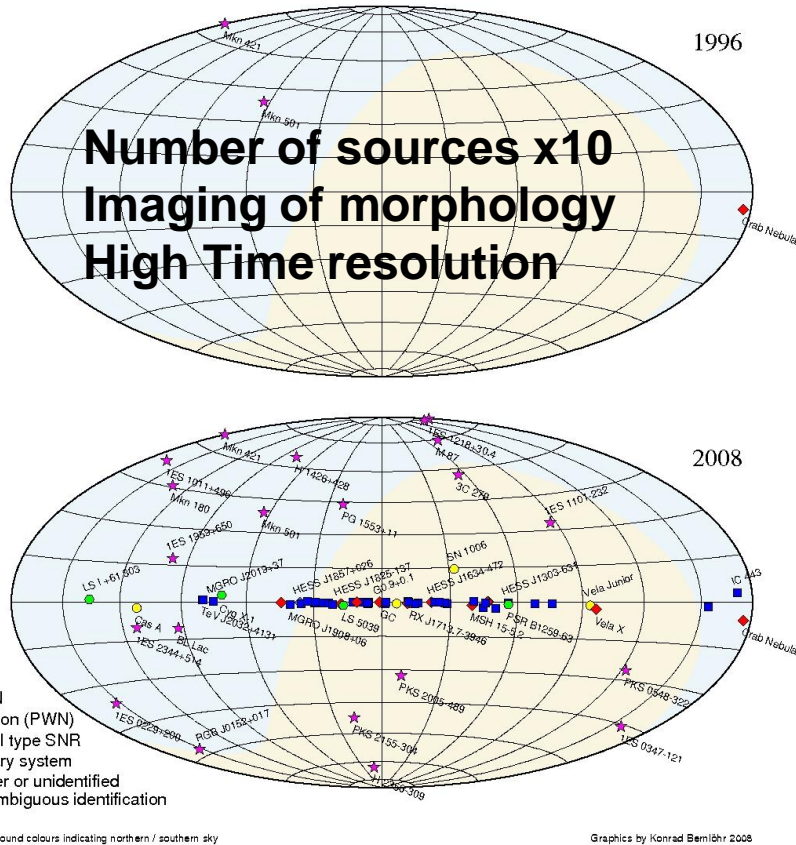 Mkn 421
1996
Mkn 501
Number of sources x10
Imaging of morphology
High Time resolution
Crab Nebula
2008
1ES 1218+30.4
Mkn 421
M 87
H 1426+428
3C 279
1ES 1011+496
Mkn 180
1ES 1101-232
PG 1553+11
Mkn 501
1ES 1959+650
SN 1006
LS I +61 303
MGRO J2019+37
HESS J1857+026
HESS J1825-137
G0.9+0.1
HESS J1634-472
HESS J1303-631
Vela Junior
IC 443
Cas A
Cyg X-1
TeV J2032+4131
MGRO J1908+06
LS 5039
GC
RX J1713.7-3946
MSH 15-5.2
PSR B1259-63
Vela X
Crab Nebula
1ES 2344+514
BL Lac
PKS 2005-489
PKS 0548-322
1ES 0229+200
RGB J0152+017
PKS 2155-304
1ES 0347-121
H 2356-309
on (PWN)
l type SNR
ry system
er or unidentified
mbiguous identification
ound colours indicating northern / southern sky
Graphics by Konrad Bernlöhr 2008